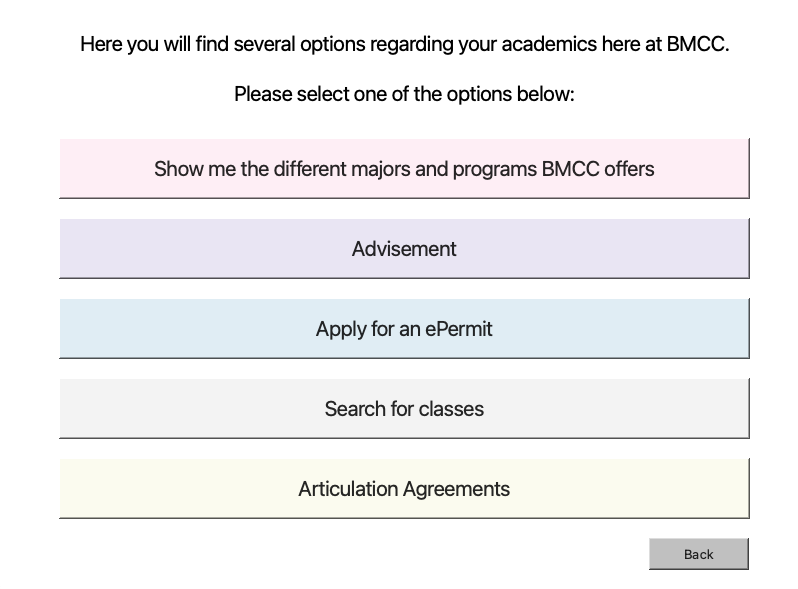 Here you will find several options regarding your academics here at BMCC.
Please select one of the options below:
Show me the different majors and programs BMCC offers
Advisement
Apply for an ePermit
Search for classes
Articulation Agreements
Back